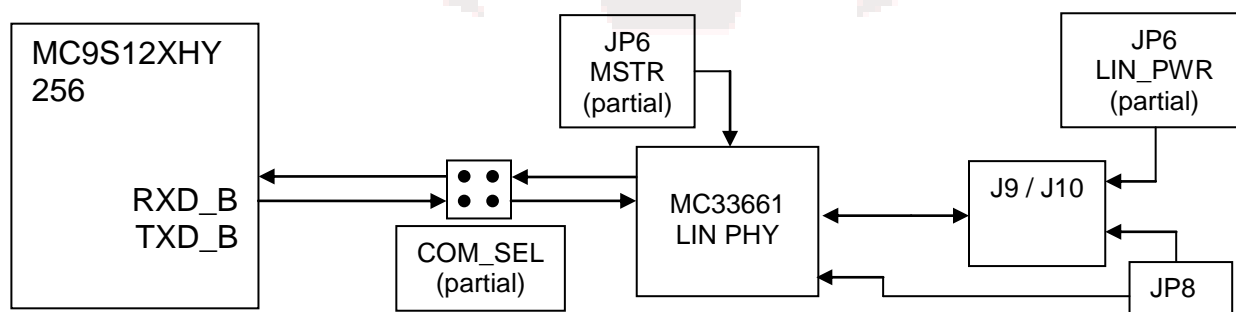 MC9S12XHY
256
RXD_B
TXD_B
COM_SEL
(partial)
JP6
MSTR
(partial)
MC33661
LIN PHY
JP6
LIN_PWR
(partial)
J9 / J10
JP8